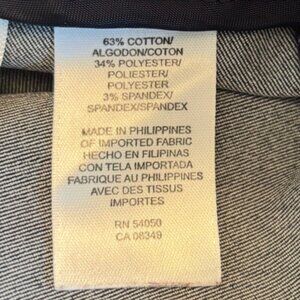 63% COTTON/
ALGODON/COTON
34% POLYESTER/
POLIESTER/
POLYESTER
3% SPANDEX/
SPANDEX/SPANDEX
MADE IN PHILIPPINES
OF IMPORTED FABRIC
HECHO EN FILIPINAS
CON TELA IMPORTADA
FABRIQUE AU PHILIPPINES
AVEC DES TISSUS
IMPORTES
RN 54050
CA 08349